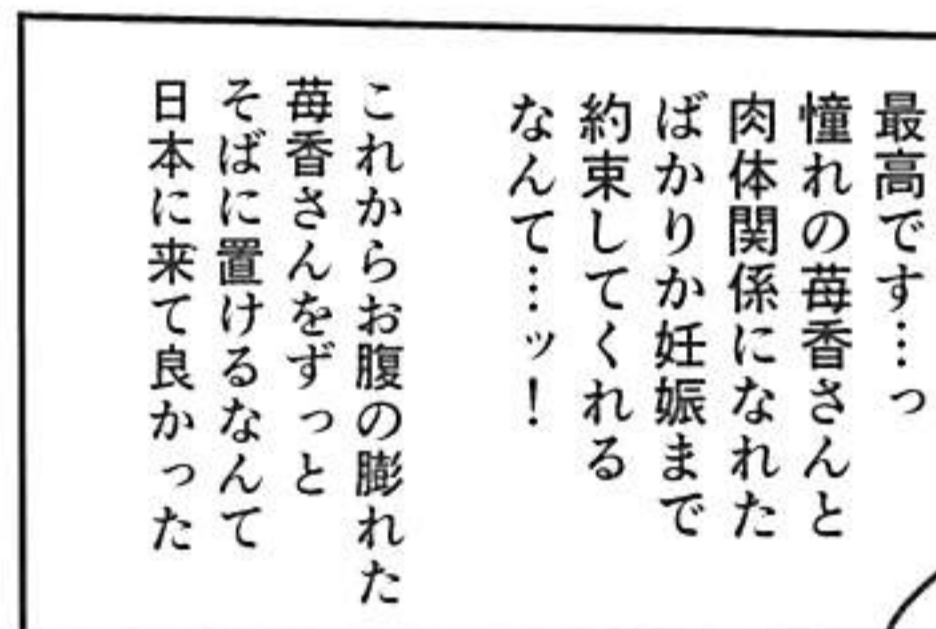 最高です…っ
憧れの苺香さんと
肉体関係になれた
ばかりか妊娠まで
約束してくれる
なんて…ッ！
これからお腹の膨れた
苺香さんをずっと
そばに置けるなんて
日本に来て良かった